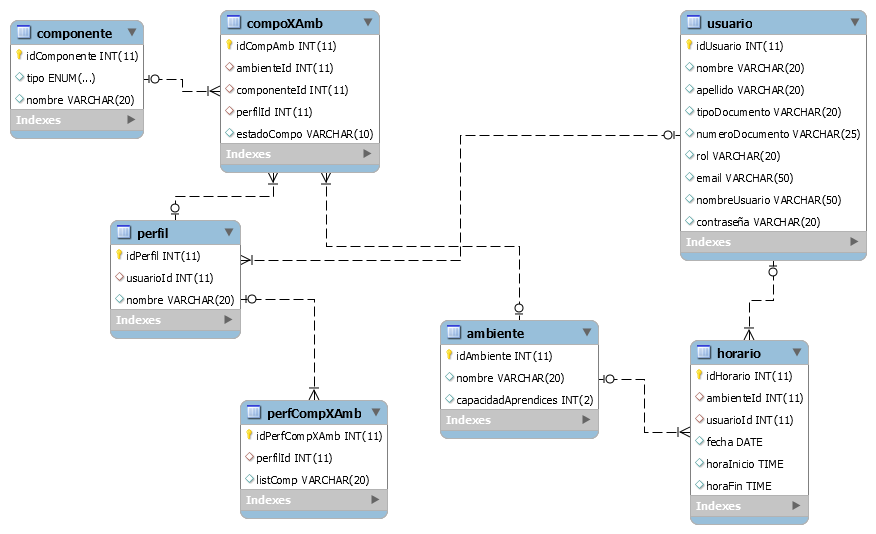 componente
idComponente INT(11)
tipo ENUM(...)
nombre VARCHAR(20)
Indexes
compoXAmb
idCompAmb INT(11)
ambienteId INT(11)
componenteId INT(11)
perfilId INT(11)
estadoCompo VARCHAR(10)
Indexes
usuario
idUsuario INT(11)
nombre VARCHAR(20)
apellido VARCHAR(20)
tipoDocumento VARCHAR(20)
numeroDocumento VARCHAR(25)
rol VARCHAR(20)
email VARCHAR(50)
nombreUsuario VARCHAR(50)
contraseña VARCHAR(20)
Indexes
perfil
idPerfil INT(11)
usuarioId INT(11)
nombre VARCHAR(20)
Indexes
ambiente
idAmbiente INT(11)
nombre VARCHAR(20)
capacidadAprendices INT(2)
Indexes
horario
idHorario INT(11)
ambienteId INT(11)
usuarioId INT(11)
fecha DATE
horaInicio TIME
horaFin TIME
Indexes
perfCompXAmb
idPerfCompXAmb INT(11)
perfilId INT(11)
listComp VARCHAR(20)
Indexes